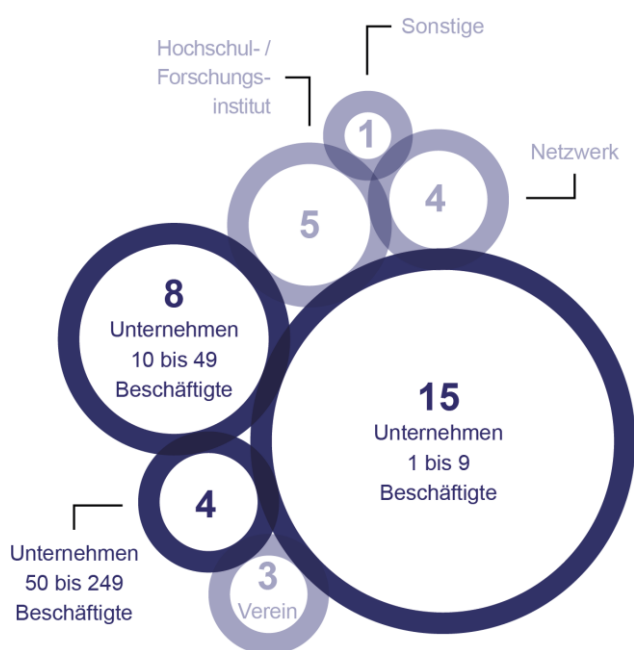 Sonstige
Hochschul- /
Forschungs-
institut
1
Netzwerk
5
4
8
Unternehmen
10 bis 49
Beschäftigte
15
Unternehmen
1 bis 9
Beschäftigte
4
Unternehmen
50 bis 249
Beschäftigte
3
Verein